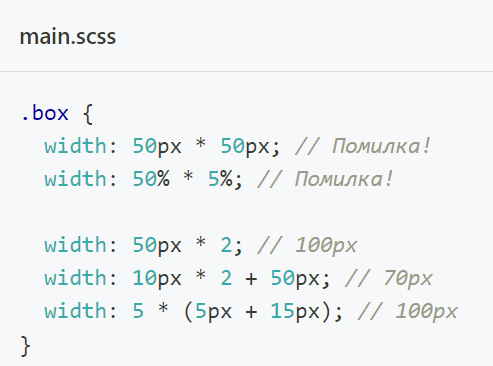 main.scss
.box {
  width: 50px * 50px; // Помилка!
  width: 50% * 5%; // Помилка!
  width: 50px * 2; // 100px
  width: 10px * 2 + 50px; // 70px
  width: 5 * (5px + 15px); // 100px
}